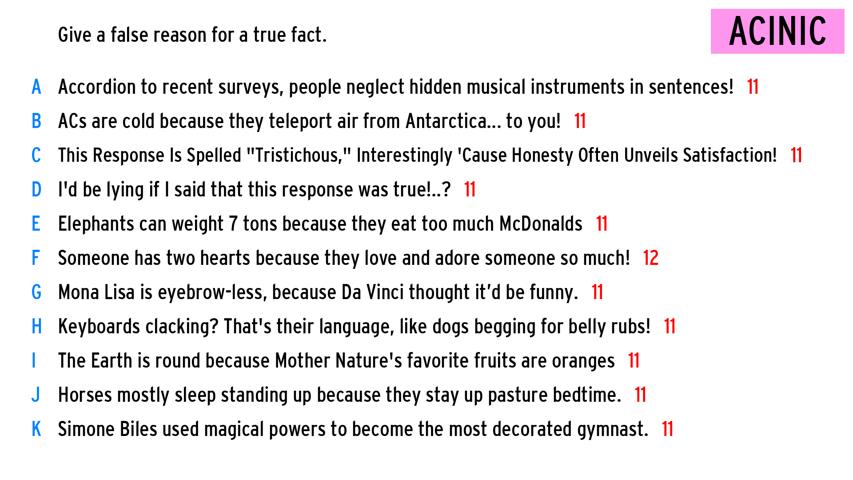 Give a false reason for a true fact.
ACINIC
A Accordion to recent surveys, people neglect hidden musical instruments in sentences! 11
B ACs are cold because they teleport air from Antarctica... to you! 11
C This Response Is Spelled "Tristichous," Interestingly 'Cause Honesty Often Unveils Satisfaction! 11
D I'd be lying if I said that this response was true!..? 11
E Elephants can weight 7 tons because they eat too much McDonalds 11
F Someone has two hearts because they love and adore someone so much! 12
G Mona Lisa is eyebrow-less, because Da Vinci thought it’d be funny. 11
H Keyboards clacking? That's their language, like dogs begging for belly rubs! 11
I The Earth is round because Mother Nature's favorite fruits are oranges 11
J Horses mostly sleep standing up because they stay up pasture bedtime. 11
K Simone Biles used magical powers to become the most decorated gymnast. 11